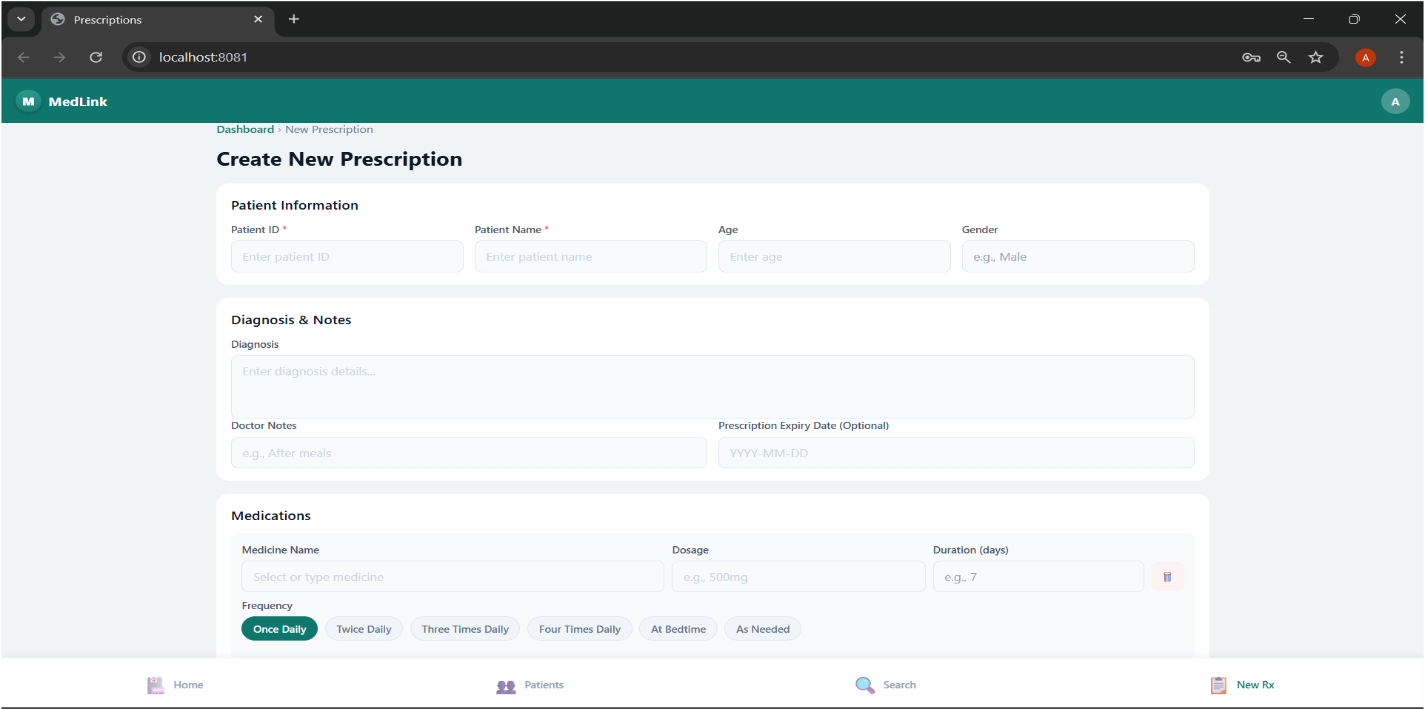 Prescriptions
localhost:8081
A
M MedLink
A
Dashboard › New Prescription
Create New Prescription
Patient Information
Patient ID * Patient Name * Age Gender
Enter patient ID Enter patient name Enter age e.g., Male
Diagnosis & Notes
Diagnosis
Enter diagnosis details...
Doctor Notes Prescription Expiry Date (Optional)
e.g., After meals YYYY-MM-DD
Medications
Medicine Name Dosage Duration (days)
Select or type medicine e.g., 500mg e.g., 7
Frequency
Once Daily Twice Daily Three Times Daily Four Times Daily At Bedtime As Needed
Home Patients Search New Rx